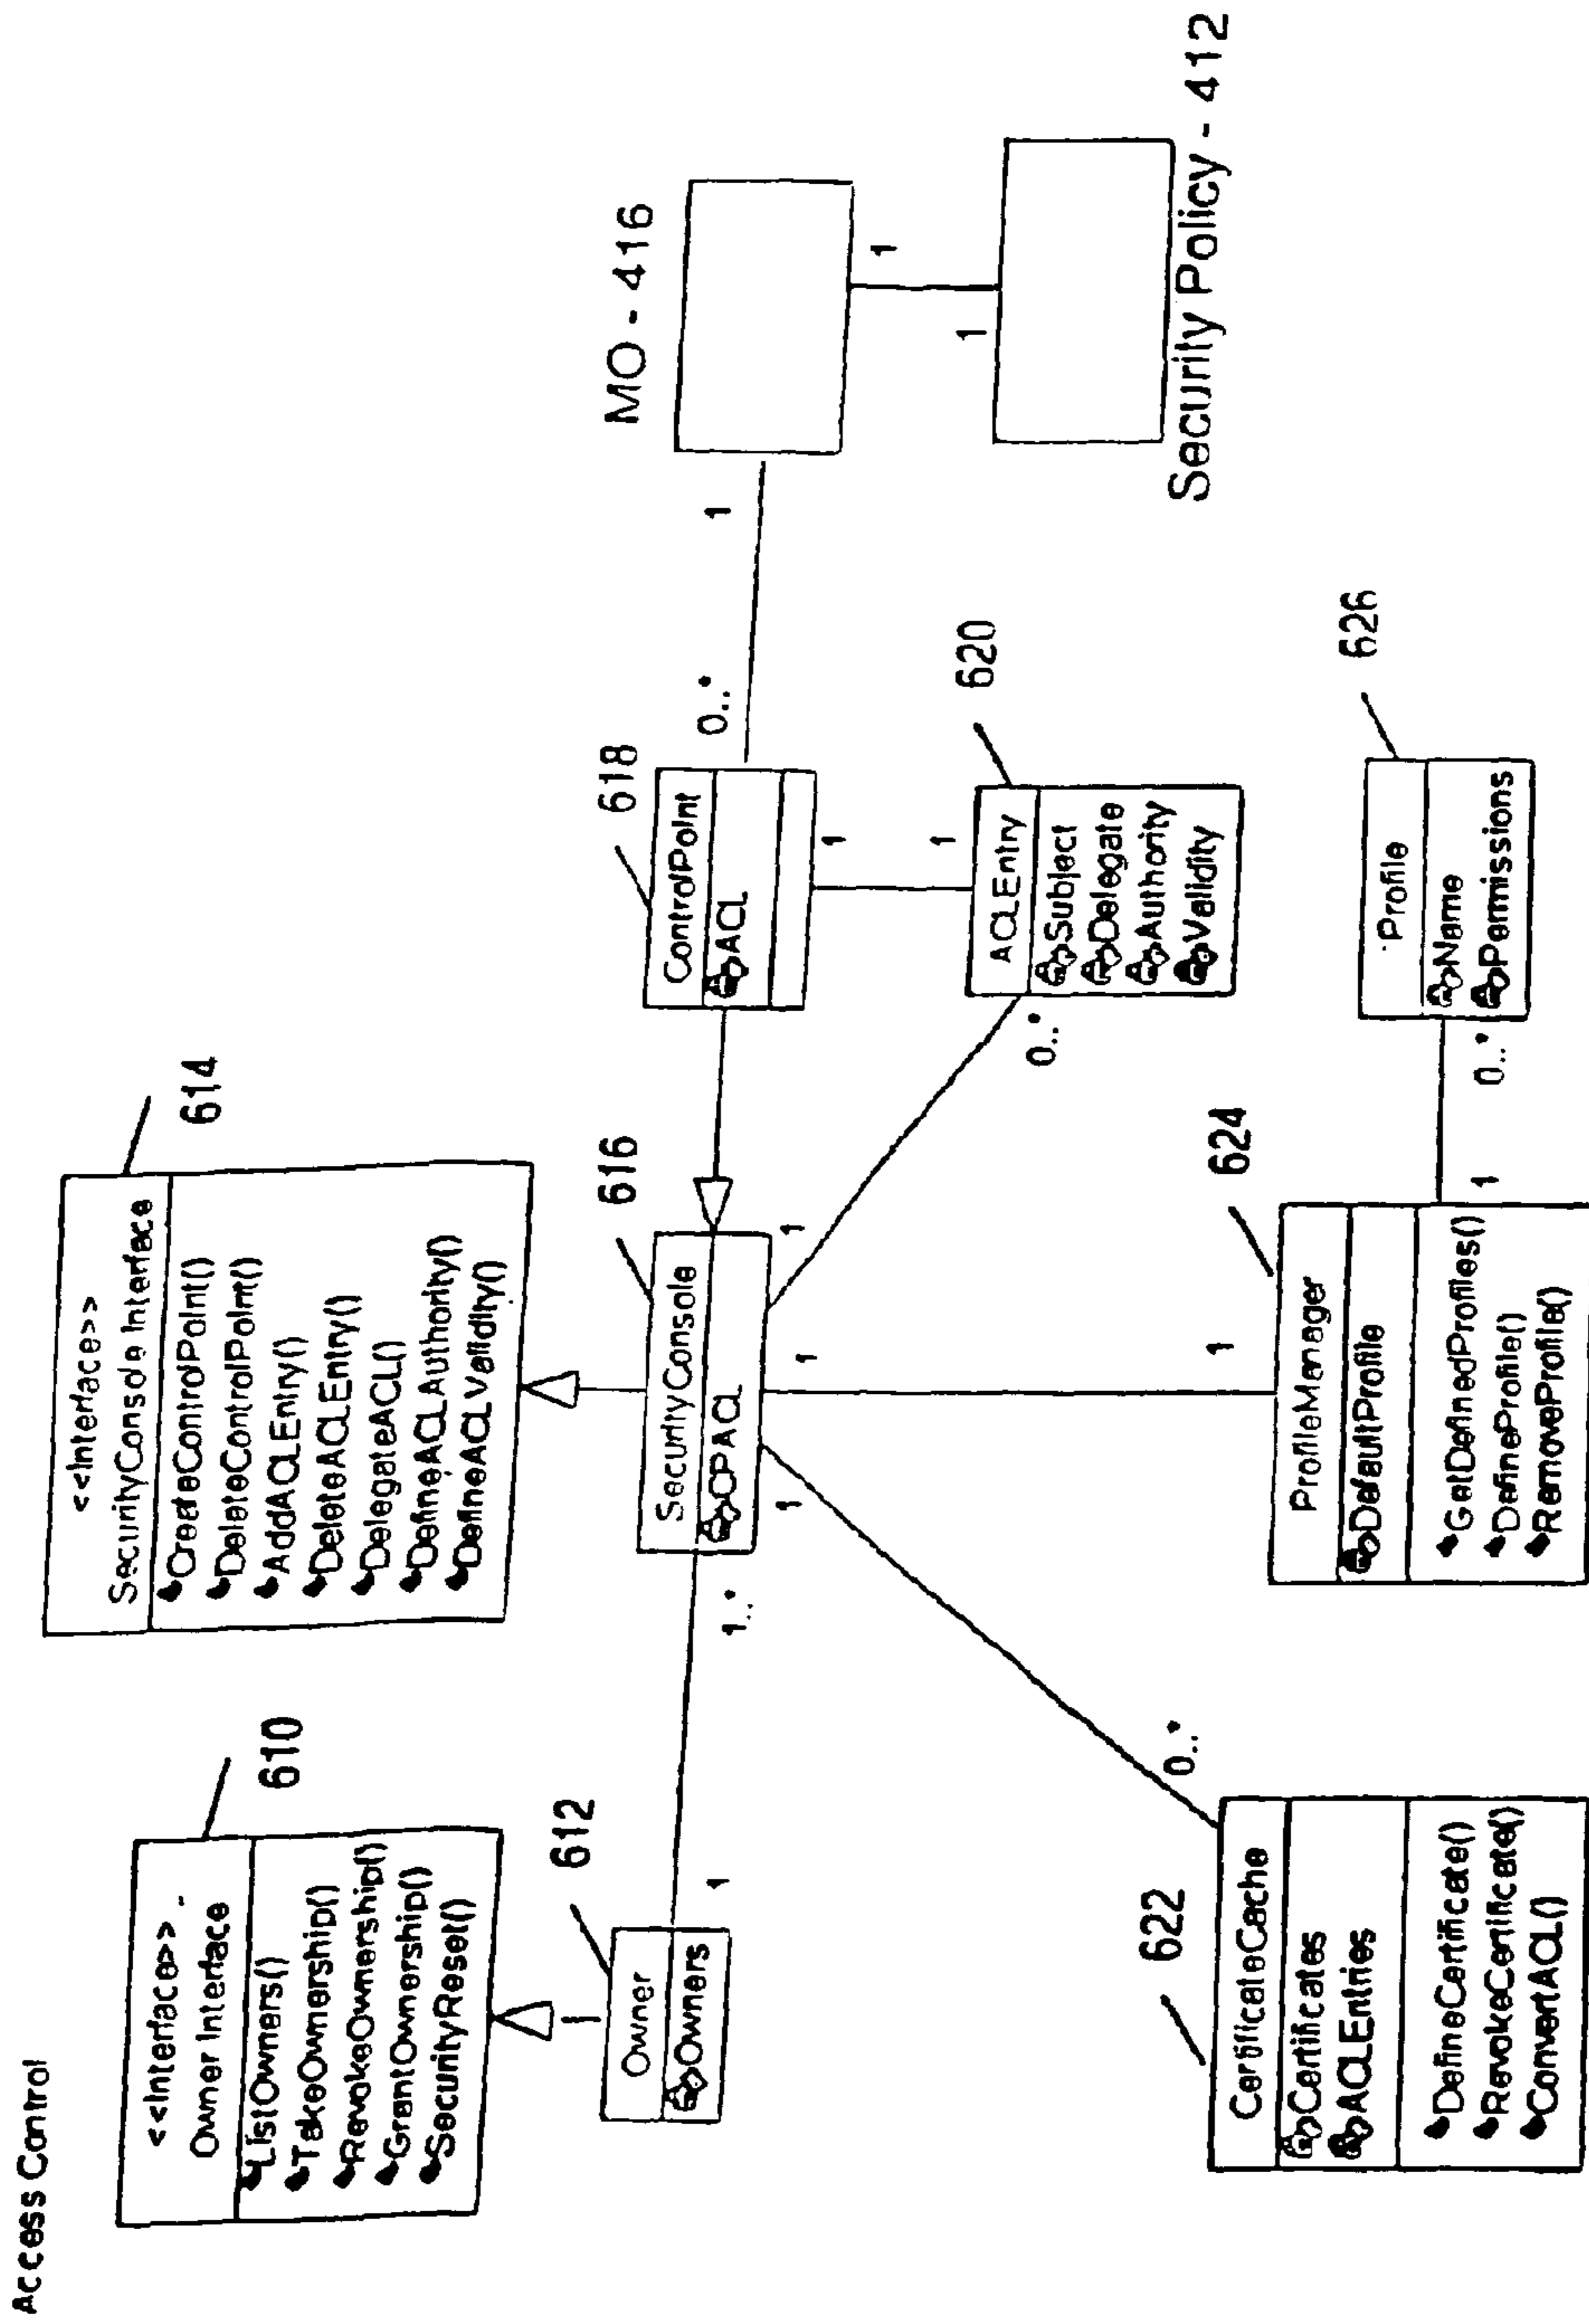 Access Control
<<Interface>>
Owner Interface
ListOwners()
TakeOwnership()
RevokeOwnership()
GrantOwnership()
SecurityReset()
610
<<Interface>>
SecurityConsole Interface
CreateControlPoint()
DeleteControlPoint()
AddACLEntry()
DeleteACLEntry()
DelegateACL()
DefineACLAuthority()
DefineACLValidity()
614
612
Owner
Owners
1
1..*
616
SecurityConsole
CPACL
1
1
1
618
ControlPoint
ACL
0..*
1
MO - 416
1
1
Security Policy - 412
1
1
620
ACLEntry
Subject
Delegate
Authority
Validity
0..*
622
CertificateCache
Certificates
ACLEntries
DefineCertificate()
RevokeCertificate()
ConvertACL()
0..*
624
ProfileManager
DefaultProfile
GetDefinedProfiles()
DefineProfile()
RemoveProfile()
1
1
0..*
626
Profile
Name
Permissions